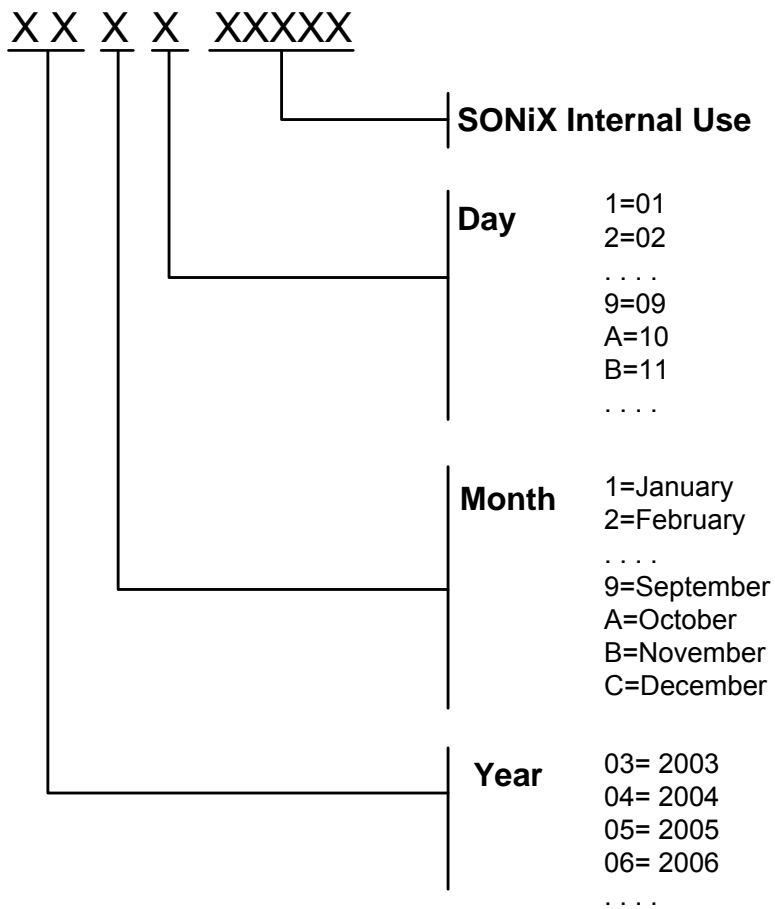 X X X X XXXXX
SONiX Internal Use
Day
1=01
2=02
. . . .
9=09
A=10
B=11
. . . .
Month
1=January
2=February
. . . .
9=September
A=October
B=November
C=December
Year
03= 2003
04= 2004
05= 2005
06= 2006
. . . .